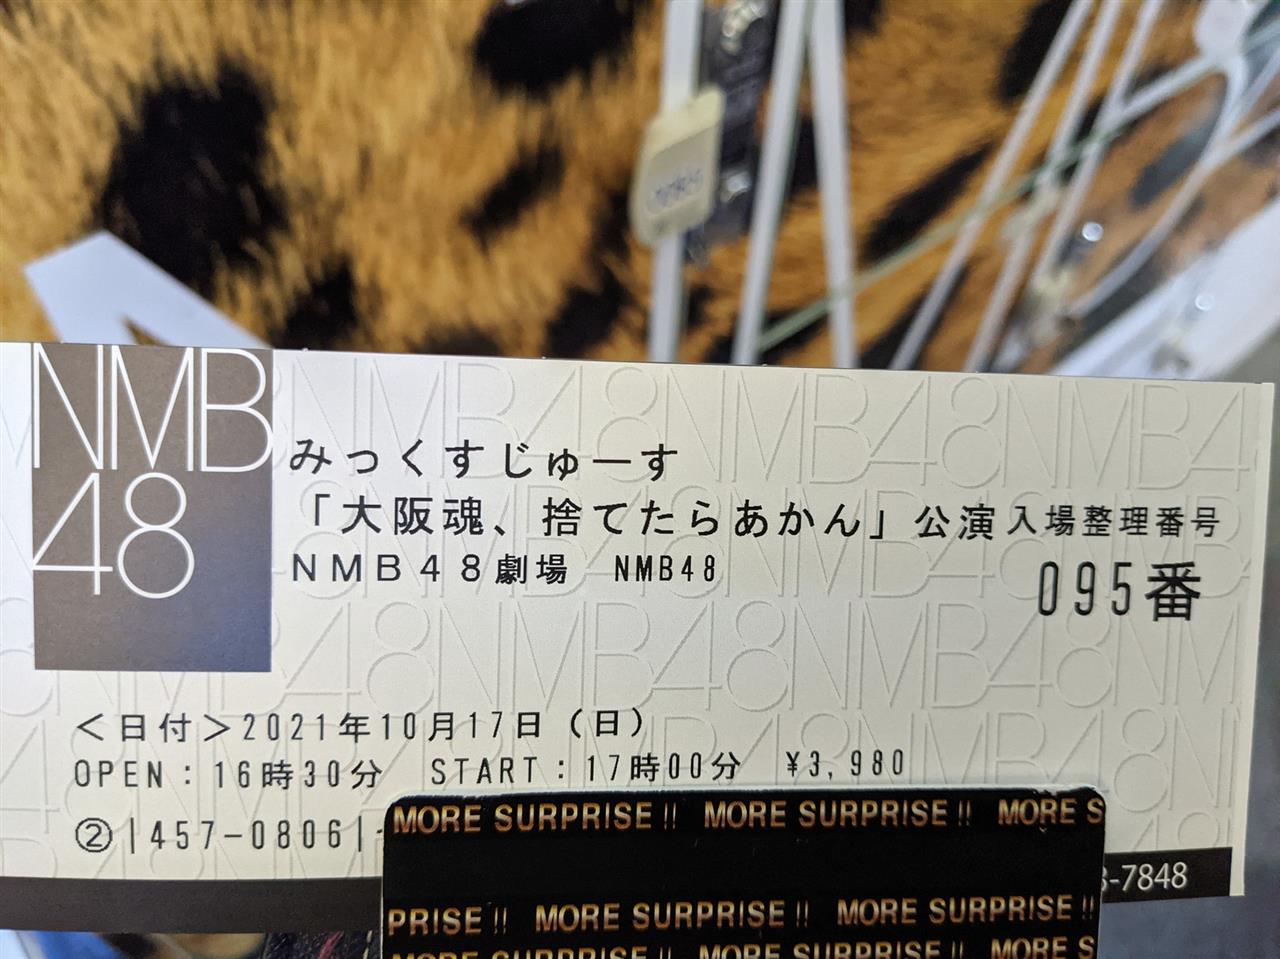 NMB
48
みっくすじゅーす
「大阪魂、捨てたらあかん」公演 入場整理番号
NMB48劇場 NMB48
095番
＜日付＞2021年10月17日（日）
OPEN：16時30分 START：17時00分 ¥3,980
②|457-0806|
-7848
MORE SURPRISE!! MORE SURPRISE!! MORE S
PRISE!! MORE SURPRISE!! MORE SURPRISE!!
MORE SURPRISE!! MORE S